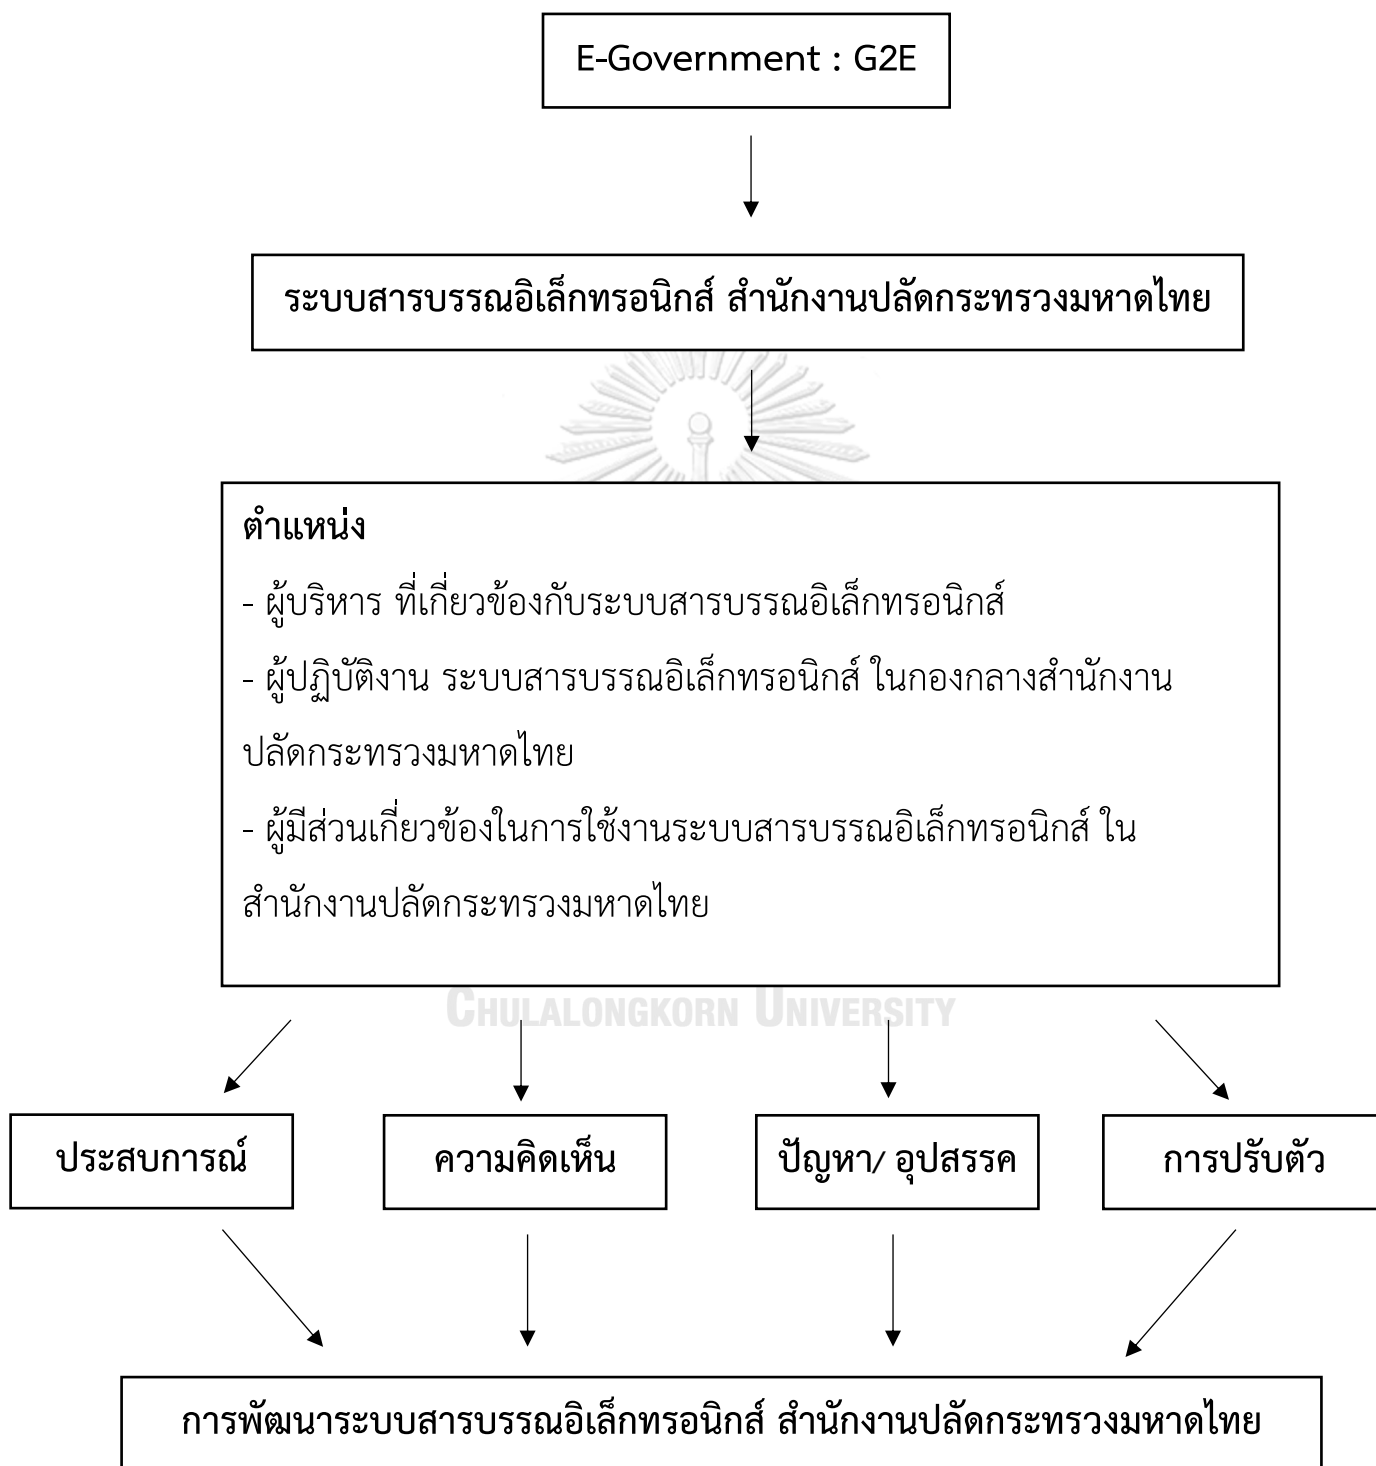 E-Government : G2E
ระบบสารบรรณอิเล็กทรอนิกส์ สำนักงานปลัดกระทรวงมหาดไทย
ตำแหน่ง
- ผู้บริหาร ที่เกี่ยวข้องกับระบบสารบรรณอิเล็กทรอนิกส์
- ผู้ปฏิบัติงาน ระบบสารบรรณอิเล็กทรอนิกส์ ในกองกลางสำนักงาน
ปลัดกระทรวงมหาดไทย
- ผู้มีส่วนเกี่ยวข้องในการใช้งานระบบสารบรรณอิเล็กทรอนิกส์ ใน
สำนักงานปลัดกระทรวงมหาดไทย
CHULALONGKORN UNIVERSITY
ประสบการณ์
ความคิดเห็น
ปัญหา/ อุปสรรค
การปรับตัว
การพัฒนาระบบสารบรรณอิเล็กทรอนิกส์ สำนักงานปลัดกระทรวงมหาดไทย